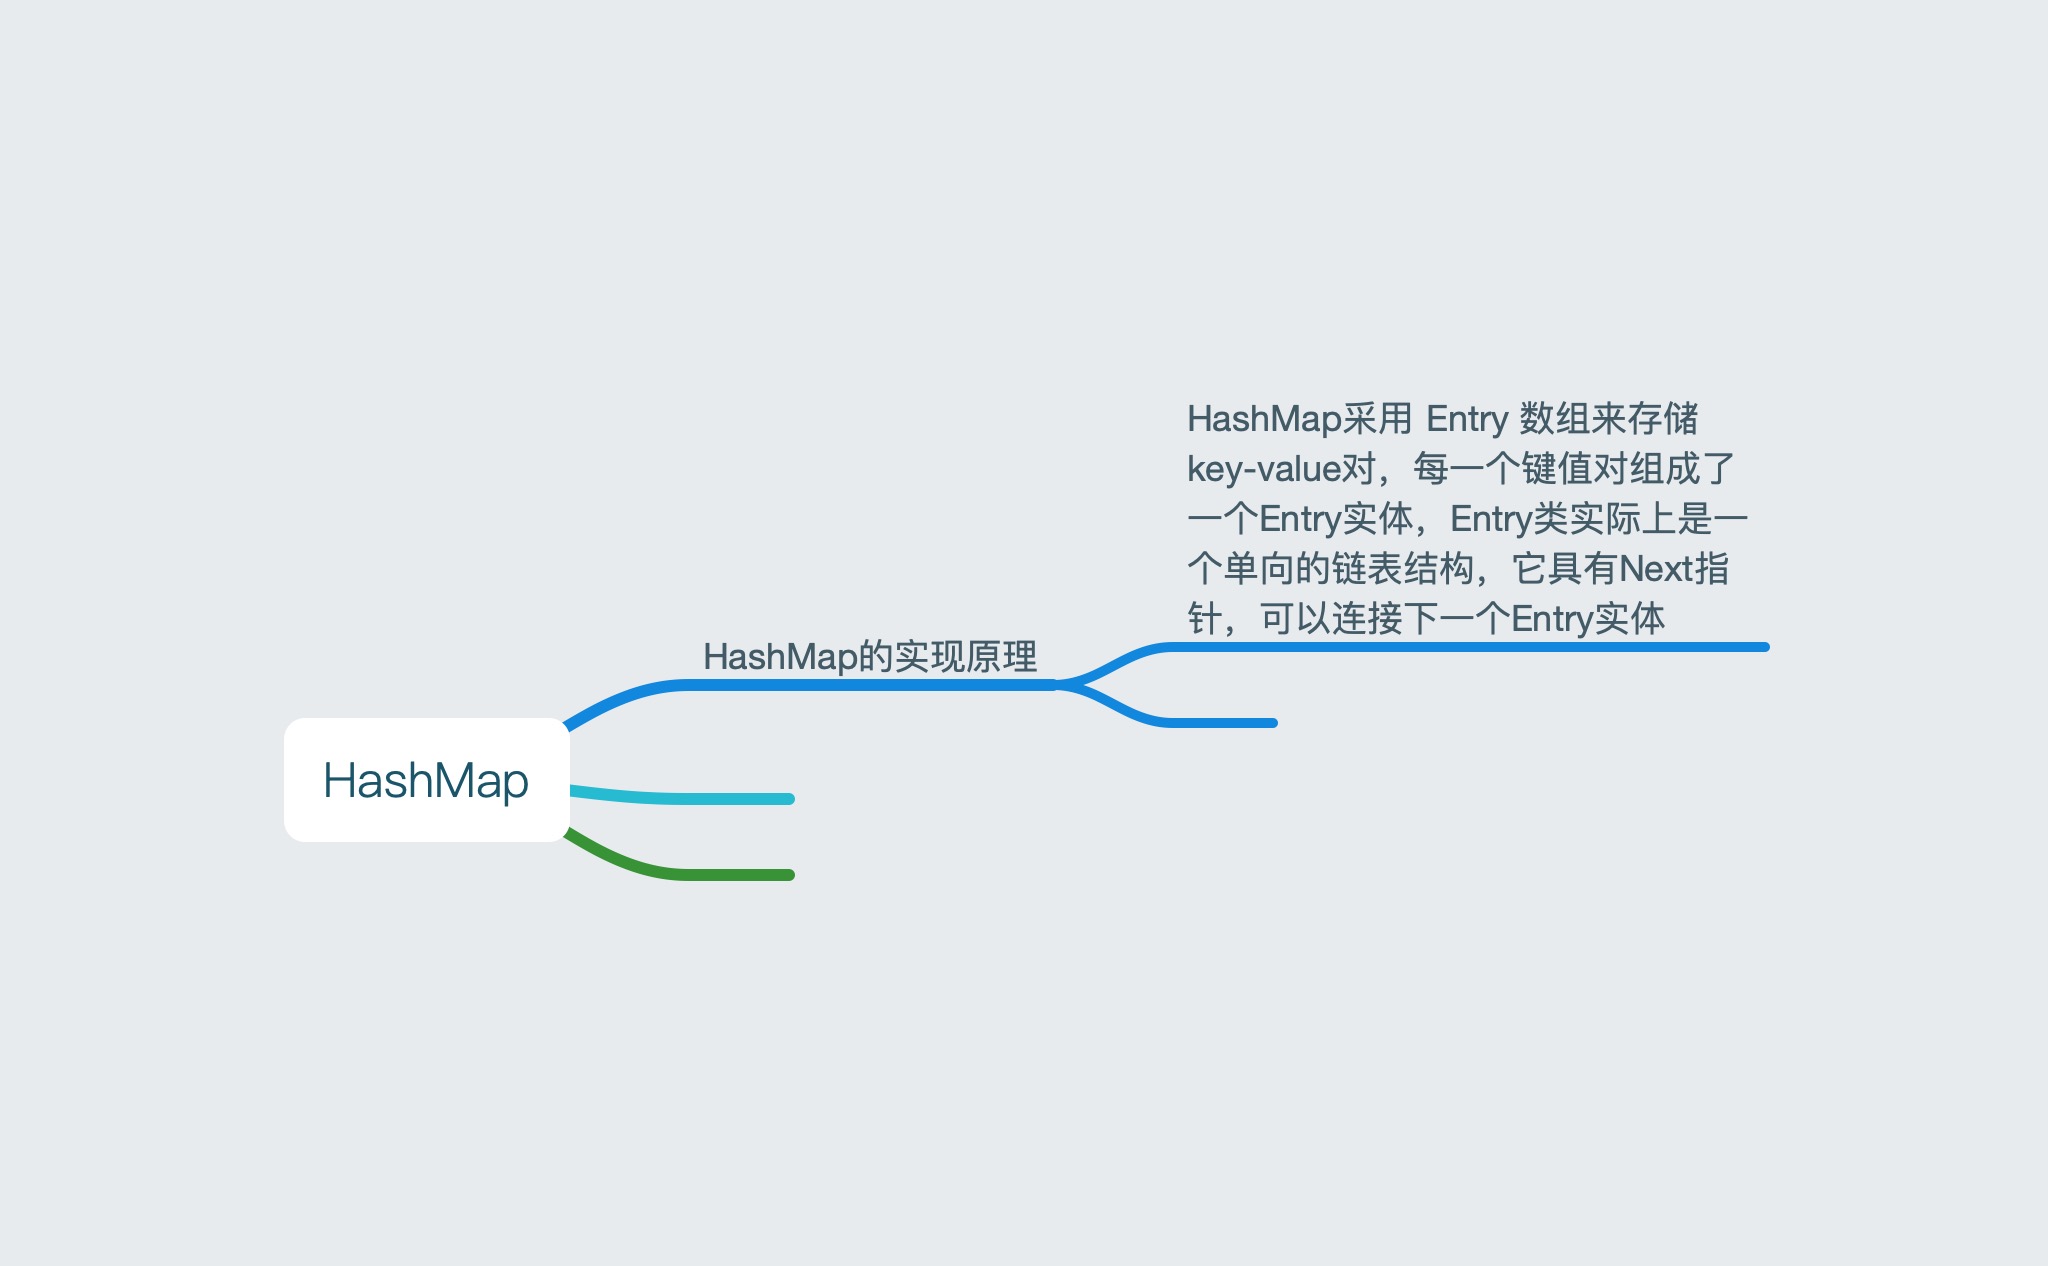 HashMap
HashMap的实现原理
HashMap采用 Entry 数组来存储
key-value对，每一个键值对组成了
一个Entry实体，Entry类实际上是一
个单向的链表结构，它具有Next指
针，可以连接下一个Entry实体